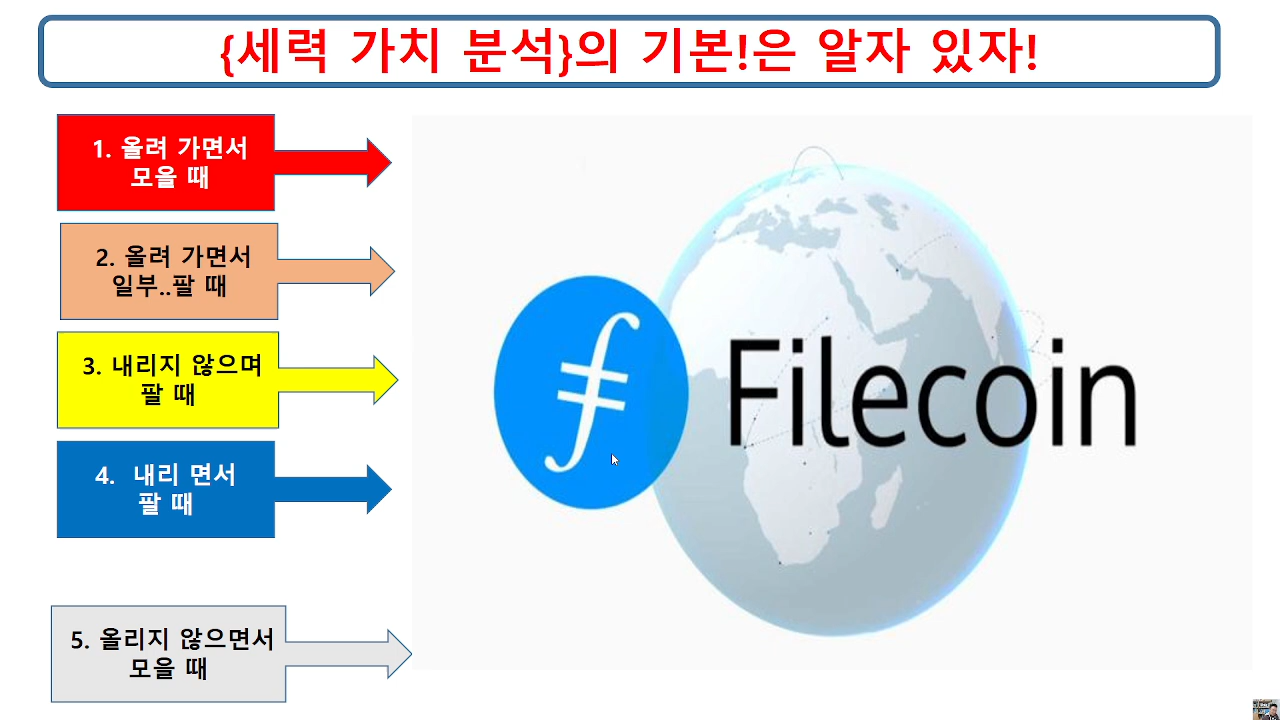 {세력 가치 분석}의 기본!은 알자 있자!
1. 올려 가면서
모을 때
2. 올려 가면서
일부..팔 때
3. 내리지 않으며
팔 때
4. 내리 면서
팔 때
5. 올리지 않으면서
모을 때
Filecoin